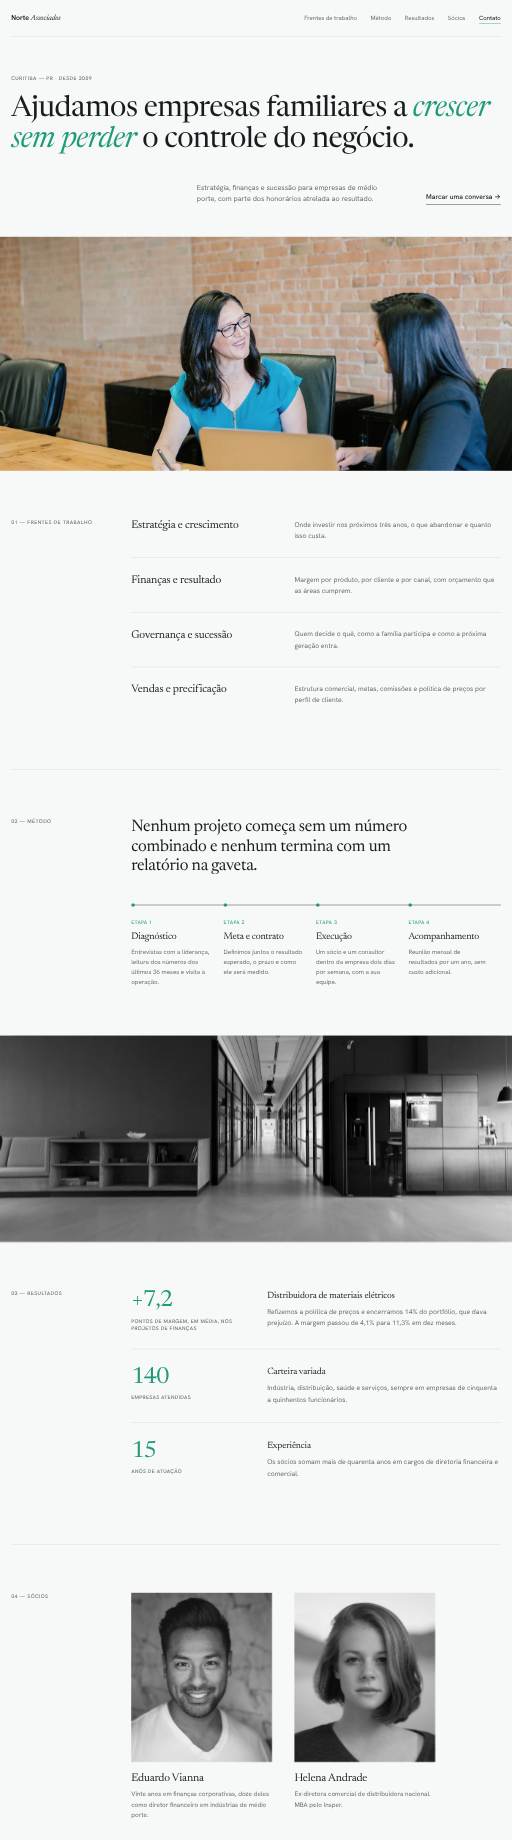 Norte Associados
Frentes de trabalho Método Resultados Sócios Contato
CURITIBA — PR · DESDE 2009
Ajudamos empresas familiares a crescer
sem perder o controle do negócio.
Estratégia, finanças e sucessão para empresas de médio
porte, com parte dos honorários atrelada ao resultado.
Marcar uma conversa →
01 — FRENTES DE TRABALHO
Estratégia e crescimento
Onde investir nos próximos três anos, o que abandonar e quanto
isso custa.
Finanças e resultado
Margem por produto, por cliente e por canal, com orçamento que
as áreas cumprem.
Governança e sucessão
Quem decide o quê, como a família participa e como a próxima
geração entra.
Vendas e precificação
Estrutura comercial, metas, comissões e política de preços por
perfil de cliente.
02 — MÉTODO
Nenhum projeto começa sem um número
combinado e nenhum termina com um
relatório na gaveta.
ETAPA 1
Diagnóstico
Entrevistas com a liderança,
leitura dos números dos
últimos 36 meses e visita à
operação.
ETAPA 2
Meta e contrato
Definimos juntos o resultado
esperado, o prazo e como
ele será medido.
ETAPA 3
Execução
Um sócio e um consultor
dentro da empresa dois dias
por semana, com a sua
equipe.
ETAPA 4
Acompanhamento
Reunião mensal de
resultados por um ano, sem
custo adicional.
03 — RESULTADOS
+7,2
PONTOS DE MARGEM, EM MÉDIA, NOS
PROJETOS DE FINANÇAS
Distribuidora de materiais elétricos
Refizemos a política de preços e encerramos 14% do portfólio, que dava
prejuízo. A margem passou de 4,1% para 11,3% em dez meses.
140
EMPRESAS ATENDIDAS
Carteira variada
Indústria, distribuição, saúde e serviços, sempre em empresas de cinquenta
a quinhentos funcionários.
15
ANOS DE ATUAÇÃO
Experiência
Os sócios somam mais de quarenta anos em cargos de diretoria financeira e
comercial.
04 — SÓCIOS
Eduardo Vianna
Vinte anos em finanças corporativas, doze deles
como diretor financeiro em indústrias de médio
porte.
Helena Andrade
Ex-diretora comercial de distribuidora nacional.
MBA pelo Insper.